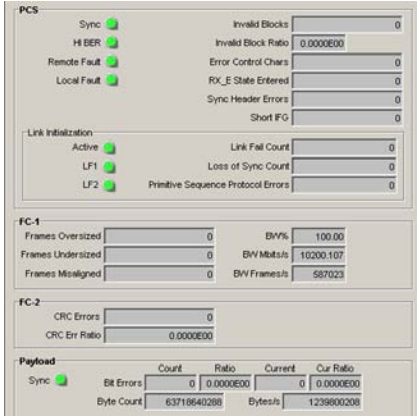 PCS
Sync Invalid Blocks 0
HI BER Invalid Block Ratio 0.0000E00
Remote Fault Error Control Chars 0
Local Fault RX_E State Entered 0
Sync Header Errors 0
Short IFG 0
Link Initialization
Active Link Fail Count 0
LF1 Loss of Sync Count 0
LF2 Primitive Sequence Protocol Errors 0
FC-1
Frames Oversized 0 BW% 100.00
Frames Undersized 0 BW Mbits/s 10200.107
Frames Misaligned 0 BW Frames/s 587023
FC-2
CRC Errors 0
CRC Err Ratio 0.0000E00
Payload
Count Ratio Current Cur Ratio
Sync Bit Errors 0 0.0000E00 0 0.0000E00
Byte Count 63718640288 Bytes/s 1239800208